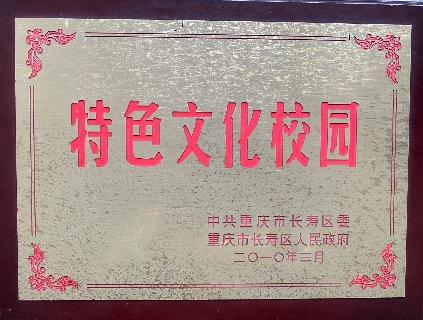 特色文化校园
中共重庆市长寿区委
重庆市长寿区人民政府
二〇一〇年三月